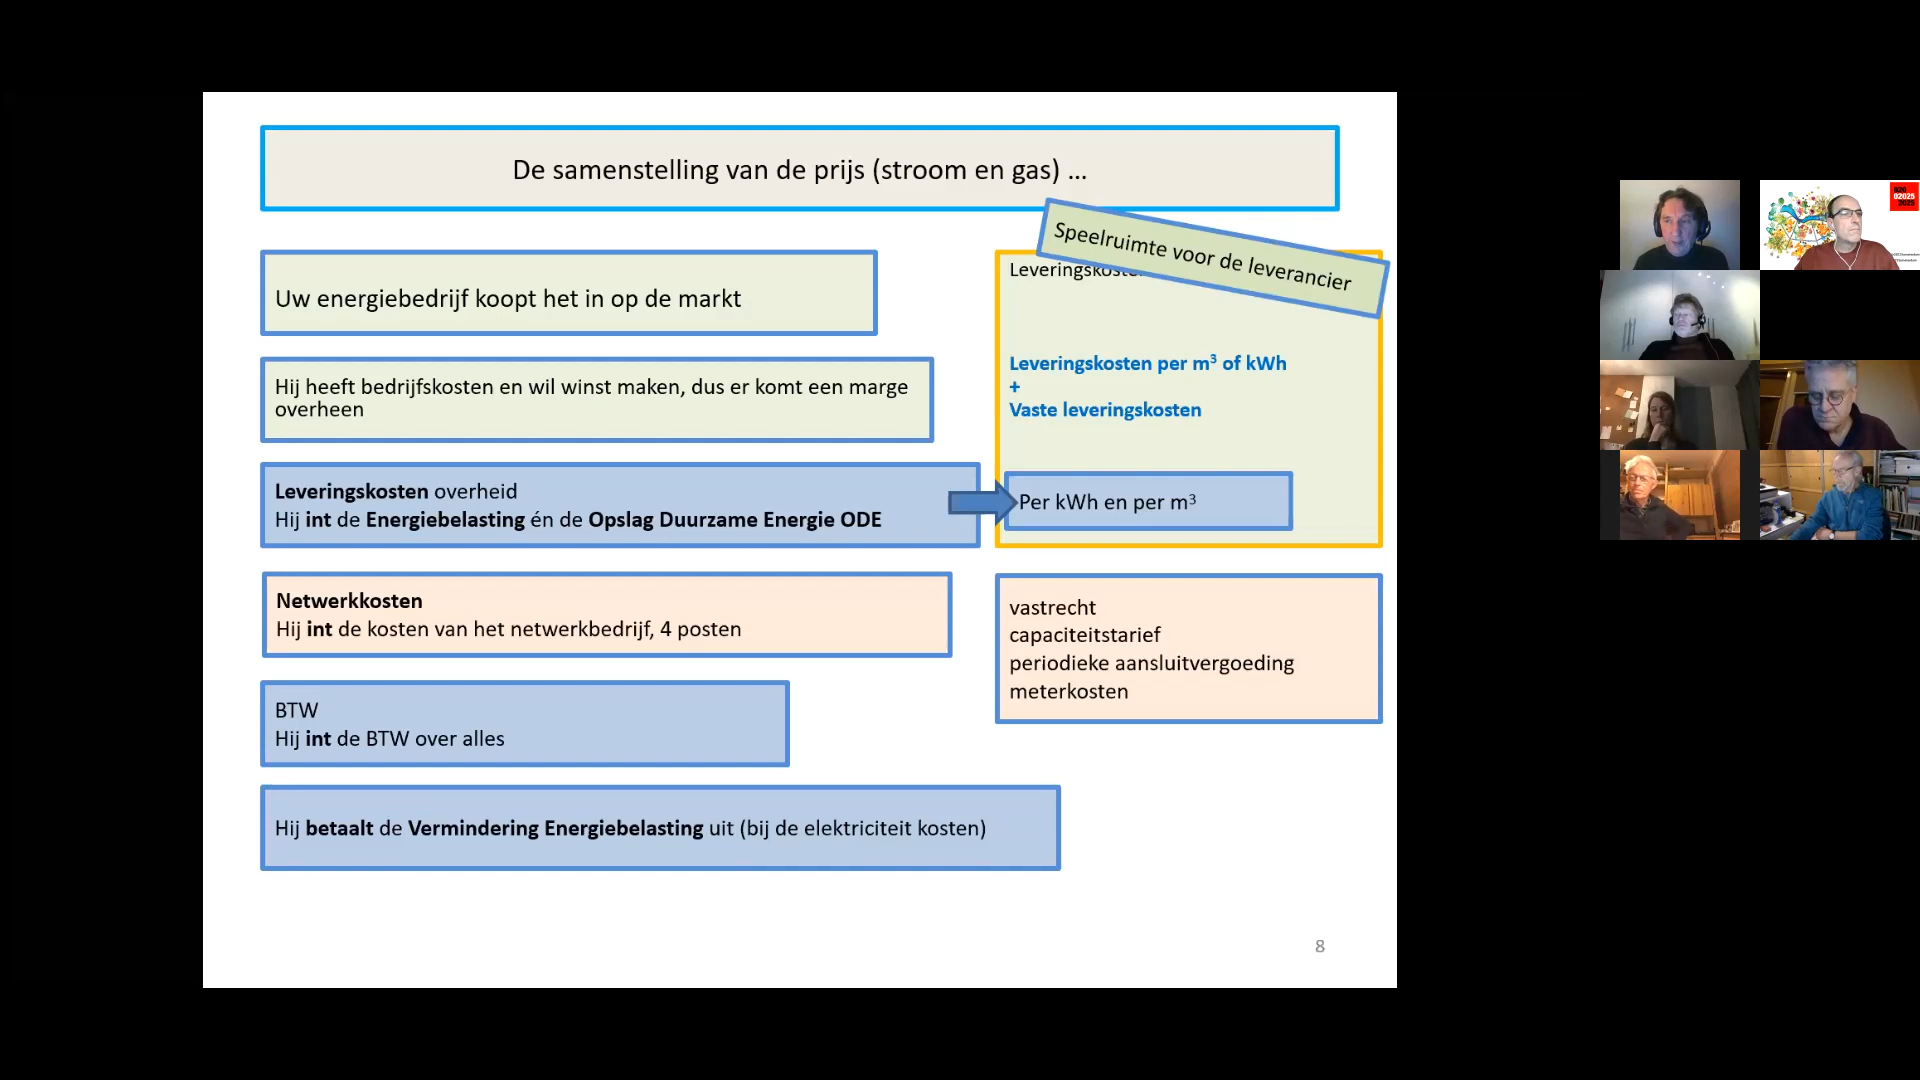 De samenstelling van de prijs (stroom en gas) ...
Speelruimte voor de leverancier
Uw energiebedrijf koopt het in op de markt
Hij heeft bedrijfskosten en wil winst maken, dus er komt een marge
overheen
Leveringskosten per m³ of kWh
+
Vaste leveringskosten
Leveringskosten overheid
Hij int de Energiebelasting én de Opslag Duurzame Energie ODE
Per kWh en per m³
Netwerkkosten
Hij int de kosten van het netwerkbedrijf, 4 posten
vastrecht
capaciteitstarief
periodieke aansluitvergoeding
meterkosten
BTW
Hij int de BTW over alles
Hij betaalt de Vermindering Energiebelasting uit (bij de elektriciteit kosten)
8
02025